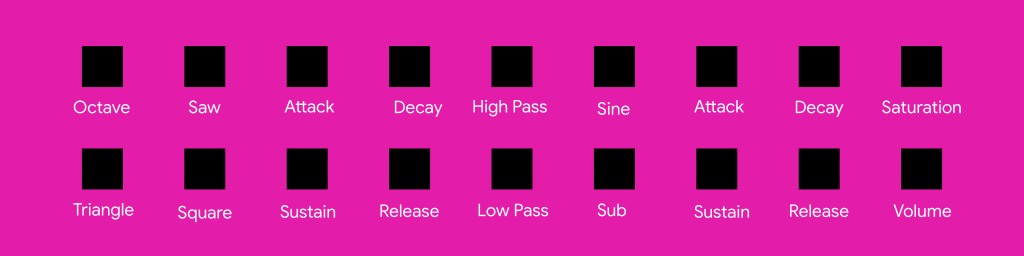 Octave Saw Attack Decay High Pass Sine Attack Decay Saturation
Triangle Square Sustain Release Low Pass Sub Sustain Release Volume